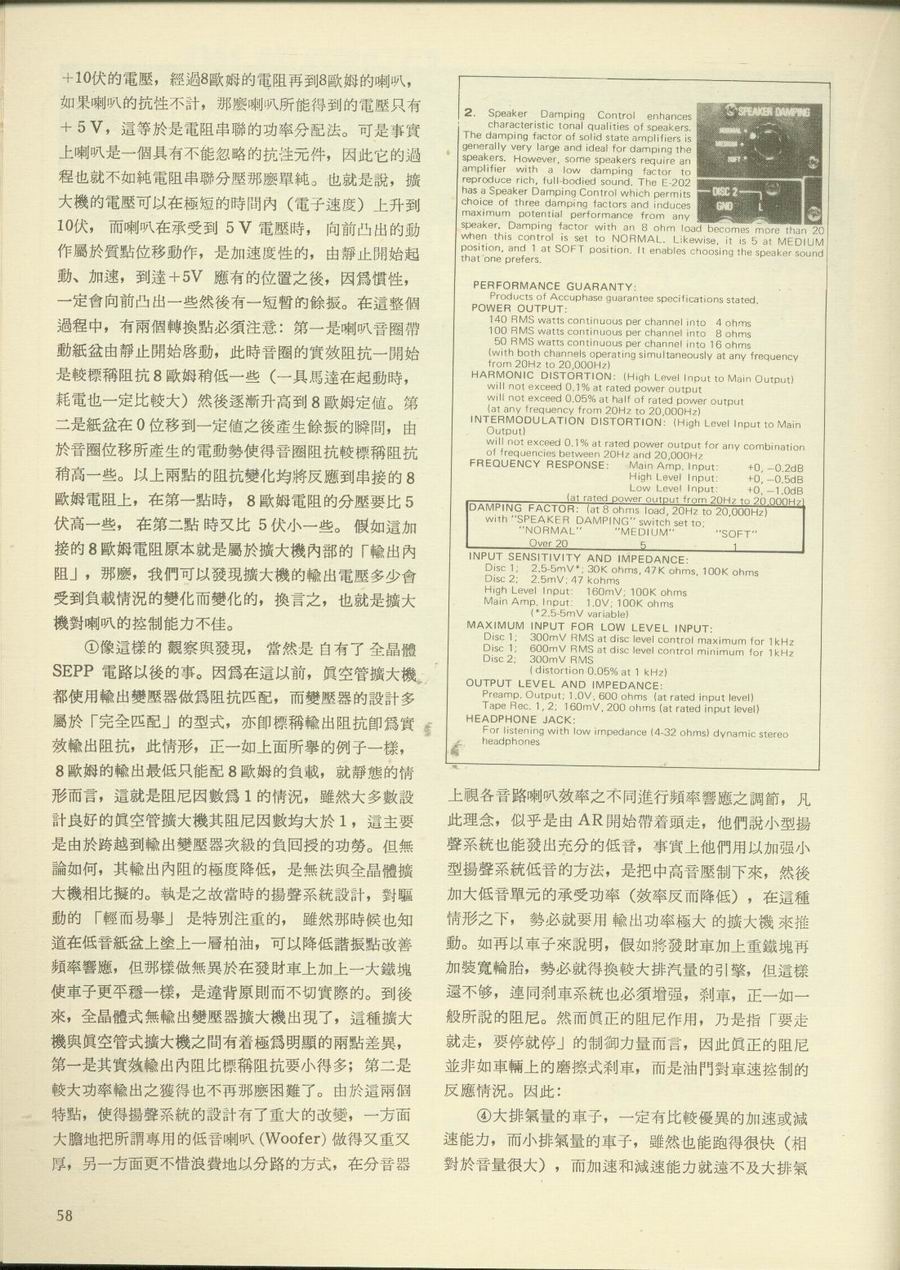 +10伏的電壓，經過8歐姆的電阻再到8歐姆的喇叭，
如果喇叭的抗性不計，那麽喇叭所能得到的電壓只有
+5V，這等於是電阻串聯的功率分配法。可是事實
上喇叭是一個具有不能忽略的抗性元件，因此它的過
程也就不如純電阻串聯分壓那麽單純。也就是說，擴
大機的電壓可以在極短的時間內（電子速度）上升到
10伏， 而喇叭在承受到 5V 電壓時， 向前凸出的動
作屬於質點位移動作，是加速度性的，由靜止開始起
動、加速，到達+5V 應有的位置之後，因爲慣性，
一定會向前凸出一些然後有一短暫的餘振。在這整個
過程中，有兩個轉換點必須注意：第一是喇叭音圈帶
動紙盆由靜止開始啓動，此時音圈的實效阻抗一開始
是較標稱阻抗8歐姆稍低一些（一具馬達在起動時，
耗電也一定比較大）然後逐漸升高到8歐姆定値。第
二是紙盆在0位移到一定値之後產生餘振的瞬間，由
於音圈位移所產生的電動勢使得音圈阻抗較標稱阻抗
稍高一些。以上兩點的阻抗變化均將反應到串接的8
歐姆電阻上，在第一點時，8歐姆電阻的分壓要比5
伏高一些， 在第二點 時又比 5伏小一些。 假如這加
接的8歐姆電阻原本就是屬於擴大機內部的「輸出內
阻」，那麽，我們可以發現擴大機的輸出電壓多少會
受到負載情況的變化而變化的，換言之，也就是擴大
機對喇叭的控制能力不佳。
①像這樣的 觀察與發現， 當然是 自有了 全晶體
SEPP 電路以後的事。因爲在這以前，眞空管擴大機
都使用輸出變壓器做爲阻抗匹配，而變壓器的設計多
屬於「完全匹配」的型式，亦卽標稱輸出阻抗卽爲實
效輸出阻抗，此情形，正一如上面所擧的例子一樣，
8歐姆的輸出最低只能配8歐姆的負載，就靜態的情
形而言，這就是阻尼因數爲1的情況，雖然大多數設
計良好的眞空管擴大機其阻尼因數均大於1，這主要
是由於跨越到輸出變壓器次級的負回授的功勞。但無
論如何，其輸出內阻的極度降低，是無法與全晶體擴
大機相比擬的。執是之故當時的揚聲系統設計，對驅
動的 「輕而易擧」 是特別注重的， 雖然那時候也知
道在低音紙盆上塗上一層柏油，可以降低諧振點改善
頻率響應，但那樣做無異於在發財車上加上一大鐵塊
使車子更平穩一樣，是違背原則而不切實際的。到後
來，全晶體式無輸出變壓器擴大機出現了，這種擴大
機與眞空管式擴大機之間有着極爲明顯的兩點差異，
第一是其實效輸出內阻比標稱阻抗要小得多；第二是
較大功率輸出之獲得也不再那麽困難了。由於這兩個
特點，使得揚聲系統的設計有了重大的改變，一方面
大膽地把所謂專用的低音喇叭(Woofer)做得又重又
厚，另一方面更不惜浪費地以分路的方式，在分音器
2. Speaker Damping Control enhances
characteristic tonal qualities of speakers.
The damping factor of solid state amplifiers is
generally very large and ideal for damping the
speakers. However, some speakers require an
amplifier with a low damping factor to
reproduce rich, full-bodied sound. The E-202
has a Speaker Damping Control which permits
choice of three damping factors and induces
maximum potential performance from any
speaker. Damping factor with an 8 ohm load becomes more than 20
when this control is set to NORMAL. Likewise, it is 5 at MEDIUM
position, and 1 at SOFT position. It enables choosing the speaker sound
that one prefers.
SPEAKER DAMPING
NORMAL
MEDIUM
SOFT
DISC 2
GND L
PERFORMANCE GUARANTY:
Products of Accuphase guarantee specifications stated.
POWER OUTPUT:
140 RMS watts continuous per channel into 4 ohms
100 RMS watts continuous per channel into 8 ohms
50 RMS watts continuous per channel into 16 ohms
(with both channels operating simultaneously at any frequency
from 20Hz to 20,000Hz)
HARMONIC DISTORTION: (High Level Input to Main Output)
will not exceed 0.1% at rated power output
will not exceed 0.05% at half of rated power output
(at any frequency from 20Hz to 20,000Hz)
INTERMODULATION DISTORTION: (High Level Input to Main
Output)
will not exceed 0.1% at rated power output for any combination
of frequencies between 20Hz and 20,000Hz
FREQUENCY RESPONSE: Main Amp. Input: +0, −0.2dB
High Level Input: +0, −0.5dB
Low Level Input: +0, −1.0dB
(at rated power output from 20Hz to 20,000Hz)
DAMPING FACTOR: (at 8 ohms load, 20Hz to 20,000Hz)
with "SPEAKER DAMPING" switch set to;
"NORMAL" "MEDIUM" "SOFT"
Over 20 5 1
INPUT SENSITIVITY AND IMPEDANCE:
Disc 1; 2.5-5mV*; 30K ohms, 47K ohms, 100K ohms
Disc 2; 2.5mV; 47 kohms
High Level Input: 160mV; 100K ohms
Main Amp. Input: 1.0V; 100K ohms
(*2.5-5mV variable)
MAXIMUM INPUT FOR LOW LEVEL INPUT:
Disc 1; 300mV RMS at disc level control maximum for 1kHz
Disc 1; 600mV RMS at disc level control minimum for 1kHz
Disc 2; 300mV RMS
(distortion 0.05% at 1 kHz)
OUTPUT LEVEL AND IMPEDANCE:
Preamp. Output; 1.0V, 600 ohms (at rated input level)
Tape Rec. 1, 2; 160mV, 200 ohms (at rated input level)
HEADPHONE JACK:
For listening with low impedance (4-32 ohms) dynamic stereo
headphones
上視各音路喇叭效率之不同進行頻率響應之調節，凡
此理念，似乎是由AR開始帶着頭走，他們說小型揚
聲系統也能發出充分的低音，事實上他們用以加强小
型揚聲系統低音的方法，是把中高音壓制下來，然後
加大低音單元的承受功率（效率反而降低），在這種
情形之下， 勢必就要用 輸出功率極大 的擴大機 來推
動。如再以車子來說明，假如將發財車加上重鐵塊再
加裝寬輪胎，勢必就得換較大排汽量的引擎，但這樣
還不够，連同刹車系統也必須增强，刹車，正一如一
般所說的阻尼。然而眞正的阻尼作用，乃是指「要走
就走，要停就停」的制御力量而言，因此眞正的阻尼
並非如車輛上的磨擦式刹車，而是油門對車速控制的
反應情況。因此：
④大排氣量的車子，一定有比較優異的加速或減
速能力，而小排氣量的車子，雖然也能跑得很快（相
對於音量很大），而加速和減速能力就遠不及大排氣
58